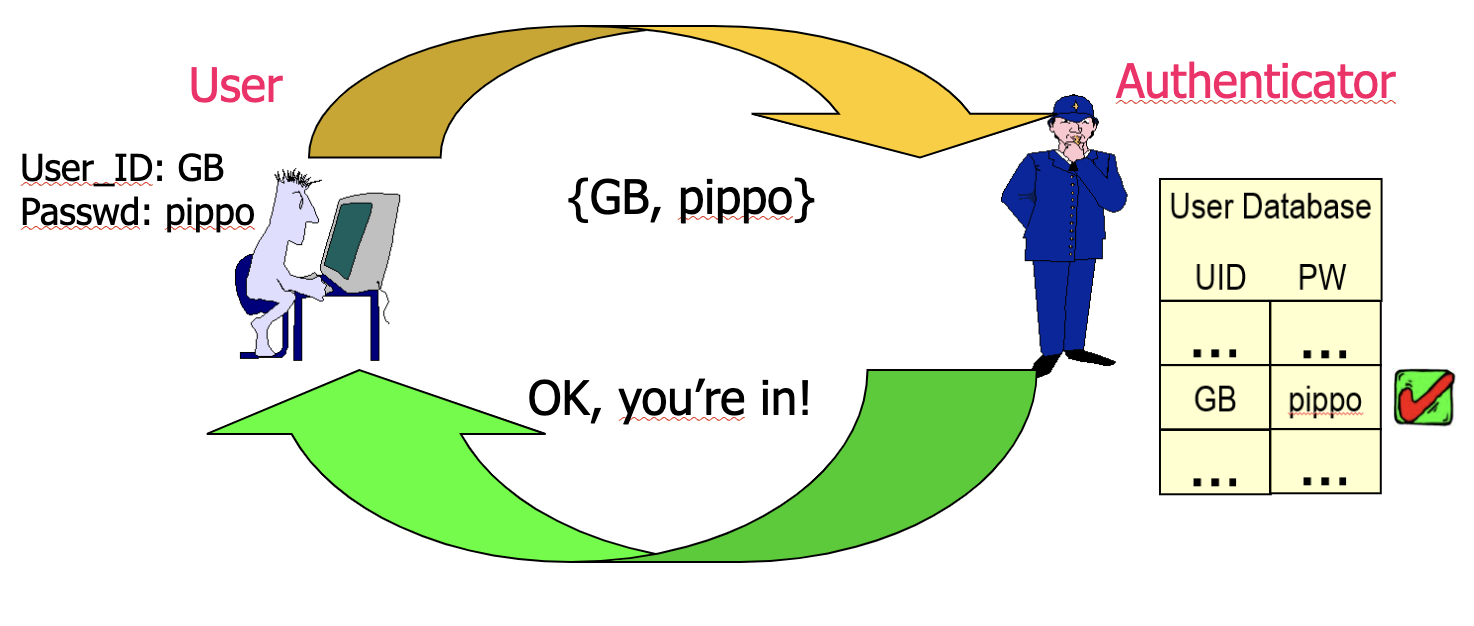 User
Authenticator
User_ID: GB
Passwd: pippo
{GB, pippo}
User Database
UID PW
... ...
GB pippo
... ...
OK, you’re in!